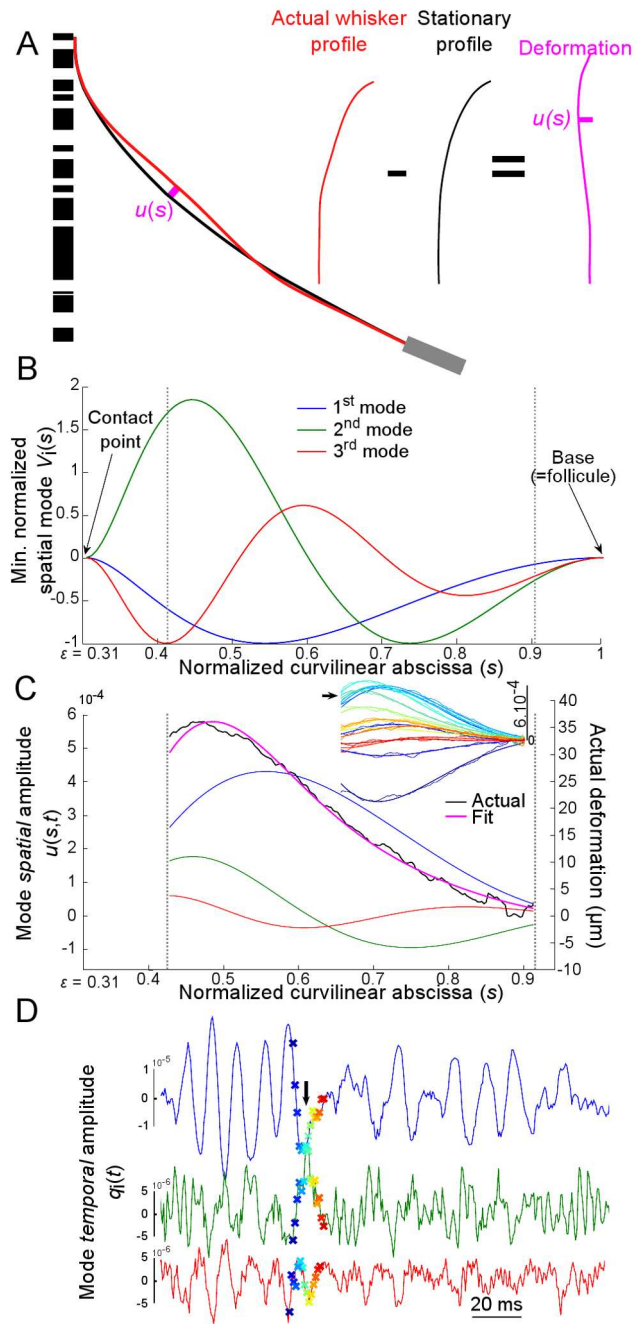 A
Actual whisker
profile
Stationary
profile
Deformation
u(s)
u(s)
B
Min. normalized
spatial mode Vi(s)
2
1.5
1
0.5
0
-0.5
-1
Contact
point
1st mode
2nd mode
3rd mode
Base
(=follicule)
ε = 0.31
0.4
0.5
0.6
0.7
0.8
0.9
1
Normalized curvilinear abscissa (s)
C
Mode spatial amplitude
u(s,t)
10-4
6
5
4
3
2
1
0
-1
6.10-4
0
Actual
Fit
Actual deformation (µm)
40
35
30
25
20
15
10
5
0
-5
-10
ε = 0.31
0.4
0.5
0.6
0.7
0.8
0.9
Normalized curvilinear abscissa (s)
D
Mode temporal amplitude
qi(t)
10-5
1
0
-1
10-6
5
0
-5
10-6
5
0
-5
20 ms